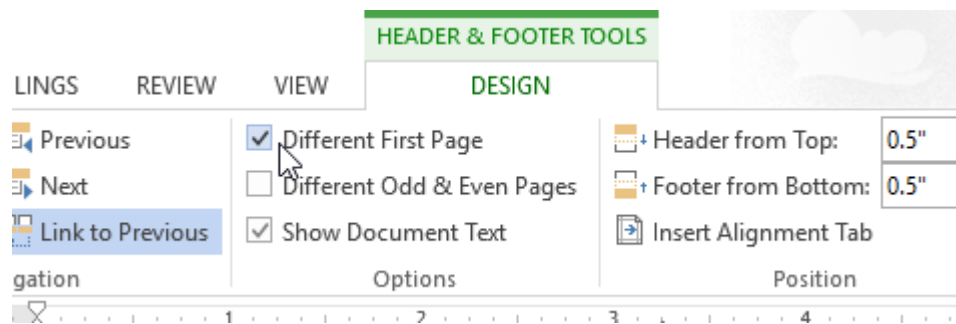 HEADER & FOOTER TOOLS
LINGS REVIEW VIEW DESIGN
Previous Different First Page Header from Top: 0.5"
Next Different Odd & Even Pages Footer from Bottom: 0.5"
Link to Previous Show Document Text Insert Alignment Tab
gation Options Position
1 2 3 4